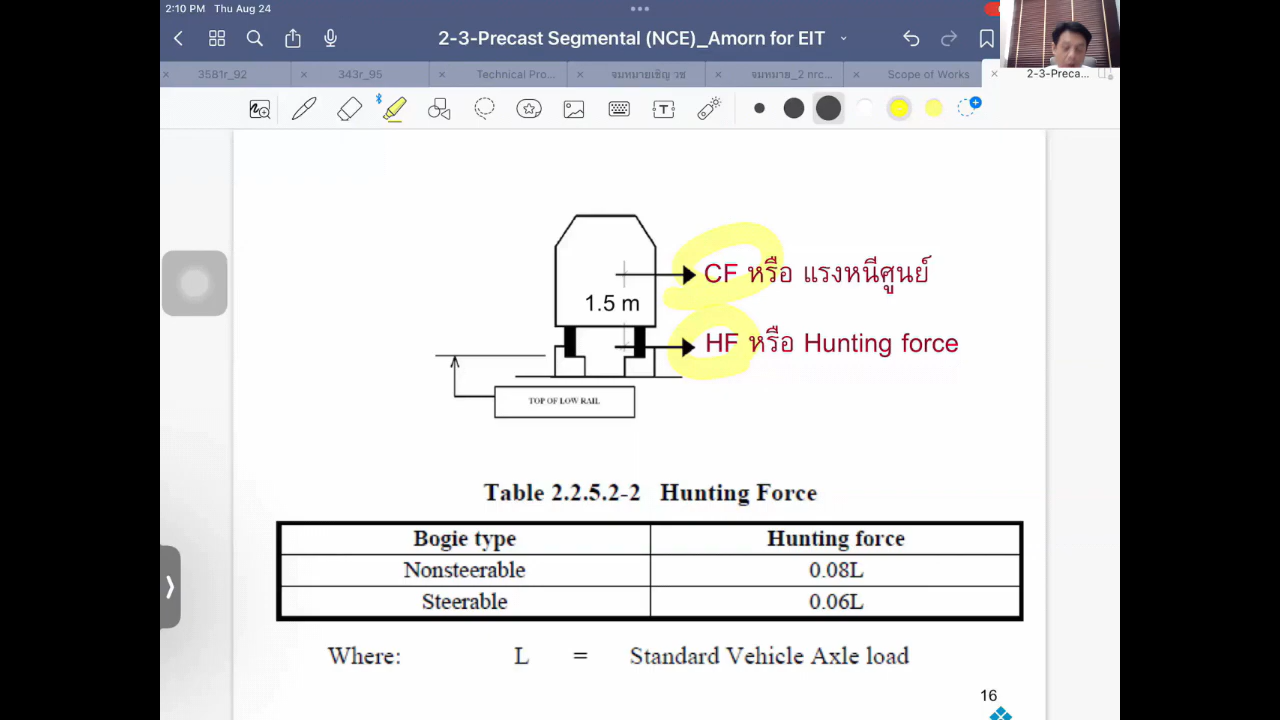 2:10 PM Thu Aug 24
2-3-Precast Segmental (NCE)_Amorn for EIT
3581r_92
343r_95
Technical Pro...
จมหมายเชิญ วช
จมหมาย_2 nrc...
Scope of Works
2-3-Preca...
CF หรือ แรงหนีศูนย์
1.5 m
HF หรือ Hunting force
TOP OF LOW RAIL
Table 2.2.5.2-2 Hunting Force
Bogie type Hunting force
Nonsteerable 0.08L
Steerable 0.06L
Where: L = Standard Vehicle Axle load
16